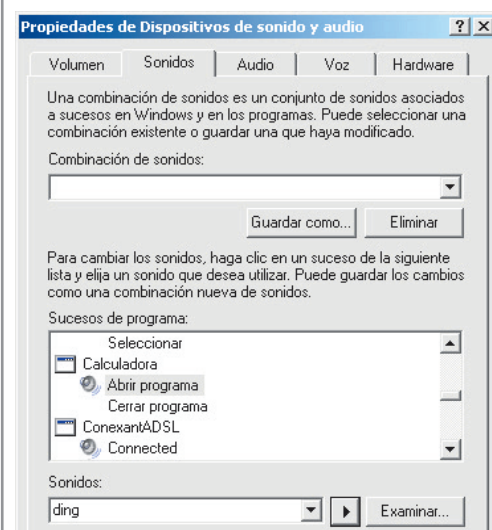 Propiedades de Dispositivos de sonido y audio
Volumen Sonidos Audio Voz Hardware
Una combinación de sonidos es un conjunto de sonidos asociados
a sucesos en Windows y en los programas. Puede seleccionar una
combinación existente o guardar una que haya modificado.
Combinación de sonidos:
Guardar como... Eliminar
Para cambiar los sonidos, haga clic en un suceso de la siguiente
lista y elija un sonido que desea utilizar. Puede guardar los cambios
como una combinación nueva de sonidos.
Sucesos de programa:
Seleccionar
Calculadora
Abrir programa
Cerrar programa
ConexantADSL
Connected
Sonidos:
ding Examinar...